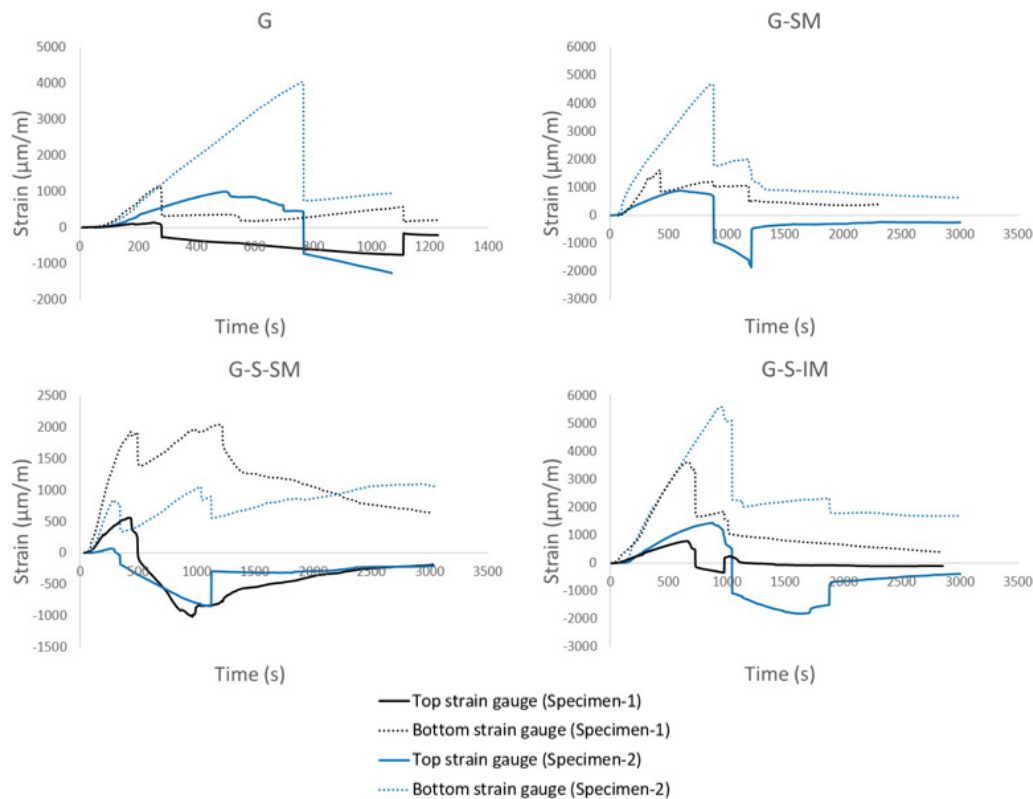 G
Strain (µm/m)
5000
4000
3000
2000
1000
0
-1000
-2000
0 200 400 600 800 1000 1200 1400
Time (s)
G-SM
Strain (µm/m)
6000
5000
4000
3000
2000
1000
0
-1000
-2000
-3000
0 500 1000 1500 2000 2500 3000 3500
Time (s)
G-S-SM
Strain (µm/m)
2500
2000
1500
1000
500
0
-500
-1000
-1500
0 500 1000 1500 2000 2500 3000 3500
Time (s)
G-S-IM
Strain (µm/m)
6000
5000
4000
3000
2000
1000
0
-1000
-2000
-3000
0 500 1000 1500 2000 2500 3000 3500
Time (s)
Top strain gauge (Specimen-1)
Bottom strain gauge (Specimen-1)
Top strain gauge (Specimen-2)
Bottom strain gauge (Specimen-2)